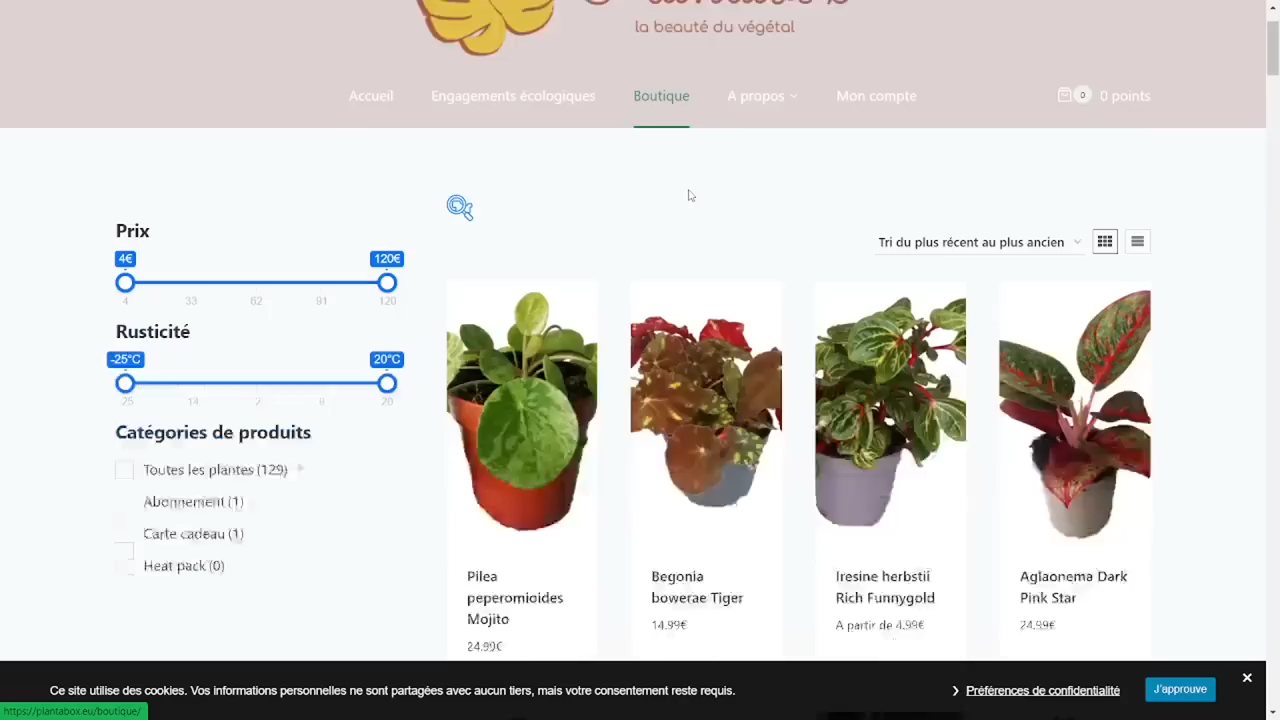 la beauté du végétal
Accueil
Engagements écologiques
Boutique
A propos
Mon compte
0
0 points
Prix
4€
120€
4
33
62
91
120
Rusticité
-25°C
20°C
-25
-14
-2
20
Catégories de produits
Toutes les plantes (129)
Abonnement (1)
Carte cadeau (1)
Heat pack (0)
Tri du plus récent au plus ancien
Pilea
peperomioides
Mojito
24.99€
Begonia
bowerae Tiger
14.99€
Iresine herbstii
Rich Funnygold
A partir de 4.99€
Aglaonema Dark
Pink Star
24.99€
Ce site utilise des cookies. Vos informations personnelles ne sont partagées avec aucun tiers, mais votre consentement reste requis.
Préférences de confidentialité
J'approuve
https://plantabox.eu/boutique/